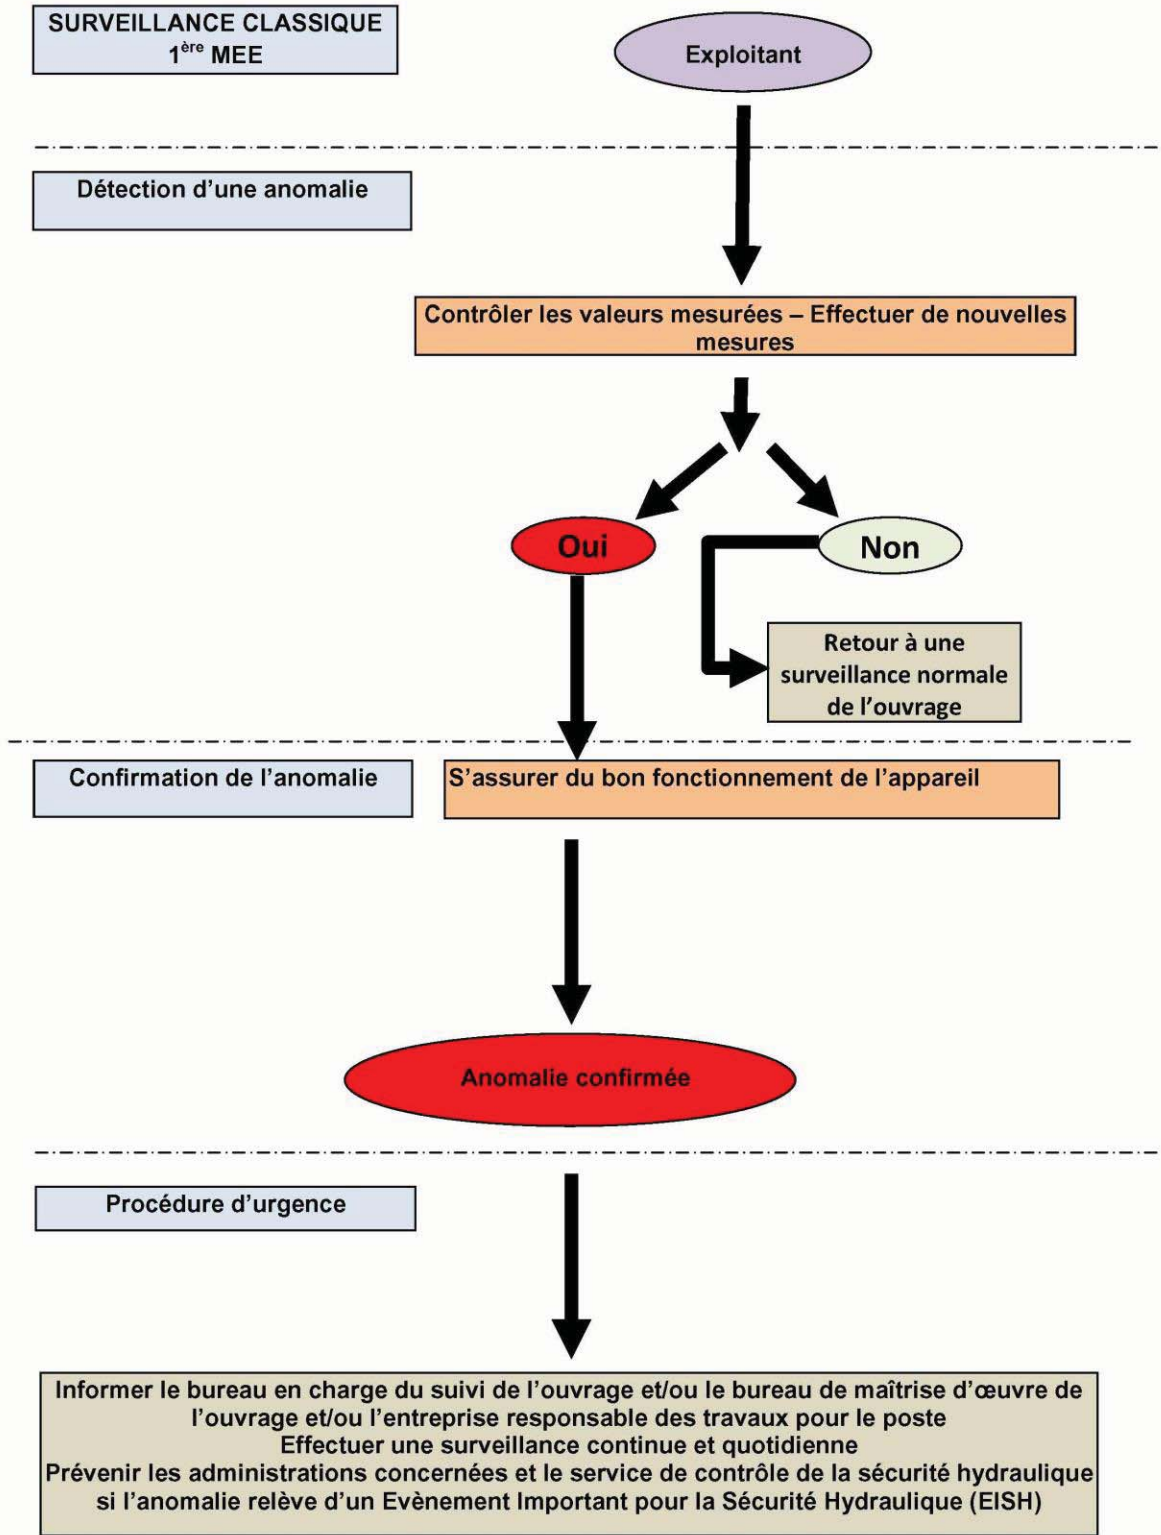 SURVEILLANCE CLASSIQUE
1ère MEE
Exploitant
Détection d'une anomalie
Contrôler les valeurs mesurées – Effectuer de nouvelles
mesures
Oui
Non
Retour à une
surveillance normale
de l'ouvrage
Confirmation de l'anomalie
S'assurer du bon fonctionnement de l'appareil
Anomalie confirmée
Procédure d'urgence
Informer le bureau en charge du suivi de l'ouvrage et/ou le bureau de maîtrise d'œuvre de
l'ouvrage et/ou l'entreprise responsable des travaux pour le poste
Effectuer une surveillance continue et quotidienne
Prévenir les administrations concernées et le service de contrôle de la sécurité hydraulique
si l'anomalie relève d'un Evènement Important pour la Sécurité Hydraulique (EISH)